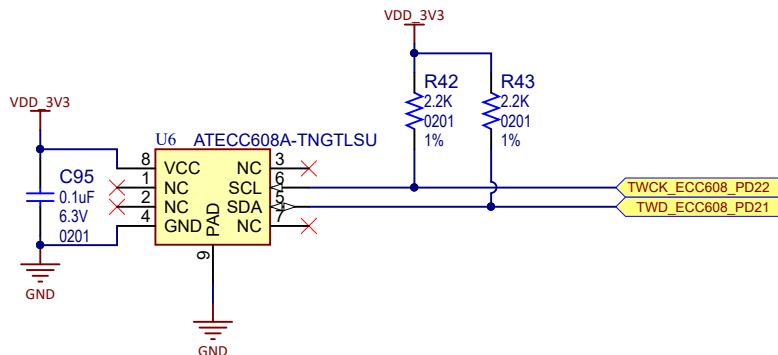 VDD_3V3
R42
2.2K
0201
1%
R43
2.2K
0201
1%
VDD_3V3
C95
0.1uF
6.3V
0201
U6 ATECC608A-TNGTLSU
8 VCC NC 3
1 NC SCL 6
2 NC SDA 5
4 GND NC 7
PAD
9
TWCK_ECC608_PD22
TWD_ECC608_PD21
GND
GND